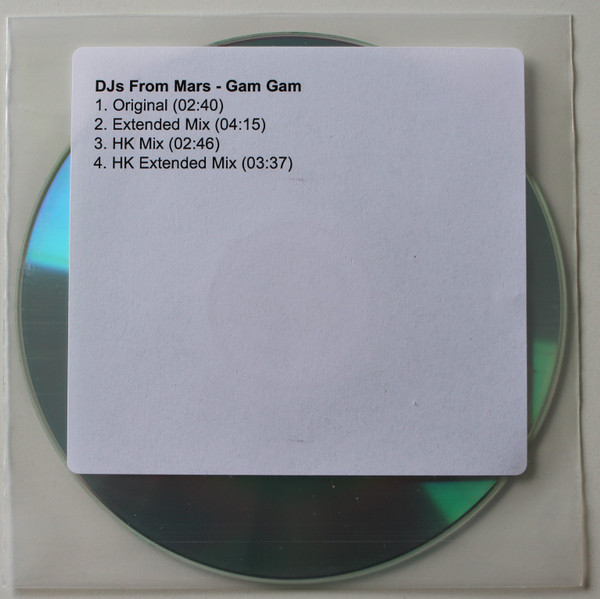 DJs From Mars - Gam Gam
1. Original (02:40)
2. Extended Mix (04:15)
3. HK Mix (02:46)
4. HK Extended Mix (03:37)